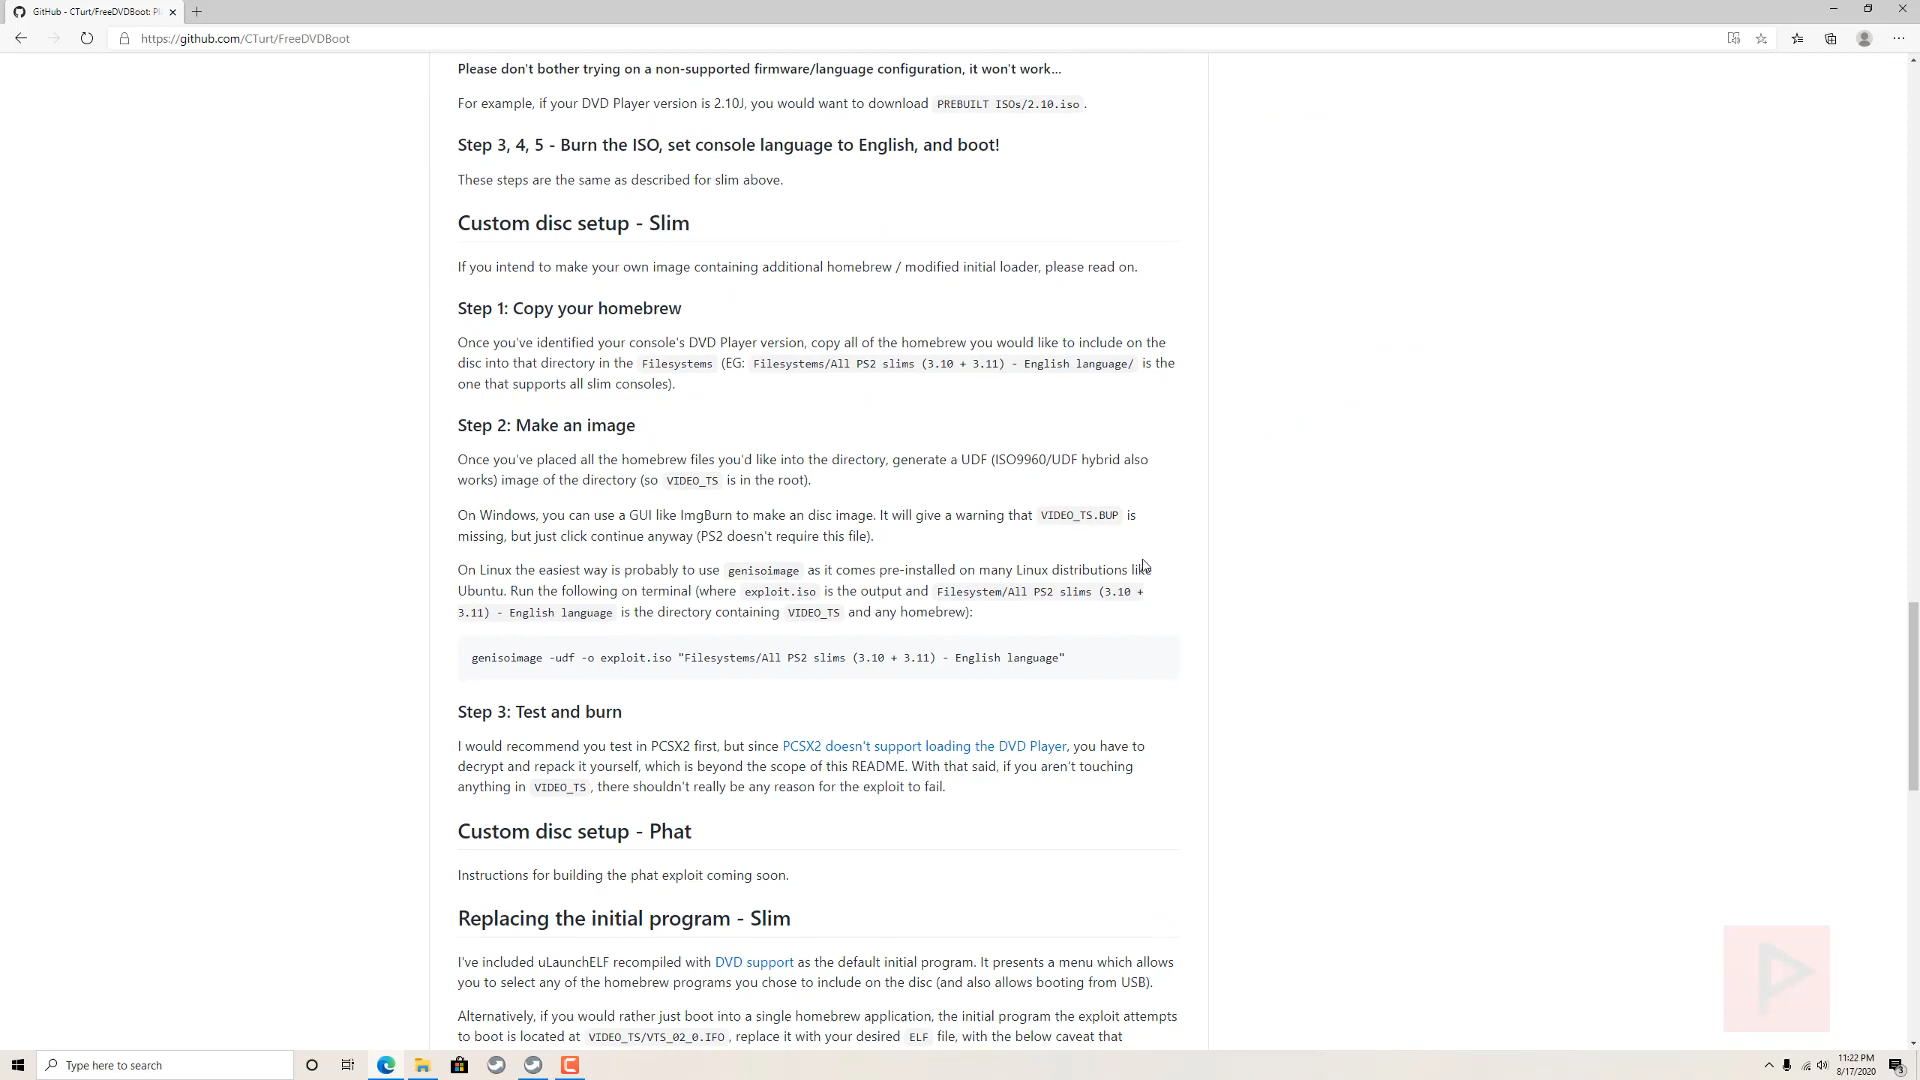 GitHub - CTurt/FreeDVDBoot: Pl
https://github.com/CTurt/FreeDVDBoot
Please don't bother trying on a non-supported firmware/language configuration, it won't work...
For example, if your DVD Player version is 2.10J, you would want to download PREBUILT ISOs/2.10.iso .
Step 3, 4, 5 - Burn the ISO, set console language to English, and boot!
These steps are the same as described for slim above.
Custom disc setup - Slim
If you intend to make your own image containing additional homebrew / modified initial loader, please read on.
Step 1: Copy your homebrew
Once you've identified your console's DVD Player version, copy all of the homebrew you would like to include on the
disc into that directory in the Filesystems (EG: Filesystems/All PS2 slims (3.10 + 3.11) - English language/ is the
one that supports all slim consoles).
Step 2: Make an image
Once you've placed all the homebrew files you'd like into the directory, generate a UDF (ISO9960/UDF hybrid also
works) image of the directory (so VIDEO_TS is in the root).
On Windows, you can use a GUI like ImgBurn to make an disc image. It will give a warning that VIDEO_TS.BUP is
missing, but just click continue anyway (PS2 doesn't require this file).
On Linux the easiest way is probably to use genisoimage as it comes pre-installed on many Linux distributions like
Ubuntu. Run the following on terminal (where exploit.iso is the output and Filesystem/All PS2 slims (3.10 +
3.11) - English language is the directory containing VIDEO_TS and any homebrew):
genisoimage -udf -o exploit.iso "Filesystems/All PS2 slims (3.10 + 3.11) - English language"
Step 3: Test and burn
I would recommend you test in PCSX2 first, but since PCSX2 doesn't support loading the DVD Player, you have to
decrypt and repack it yourself, which is beyond the scope of this README. With that said, if you aren't touching
anything in VIDEO_TS , there shouldn't really be any reason for the exploit to fail.
Custom disc setup - Phat
Instructions for building the phat exploit coming soon.
Replacing the initial program - Slim
I've included uLaunchELF recompiled with DVD support as the default initial program. It presents a menu which allows
you to select any of the homebrew programs you chose to include on the disc (and also allows booting from USB).
Alternatively, if you would rather just boot into a single homebrew application, the initial program the exploit attempts
to boot is located at VIDEO_TS/VTS_02_0.IFO , replace it with your desired ELF file, with the below caveat that
Type here to search
11:22 PM
8/17/2020
3